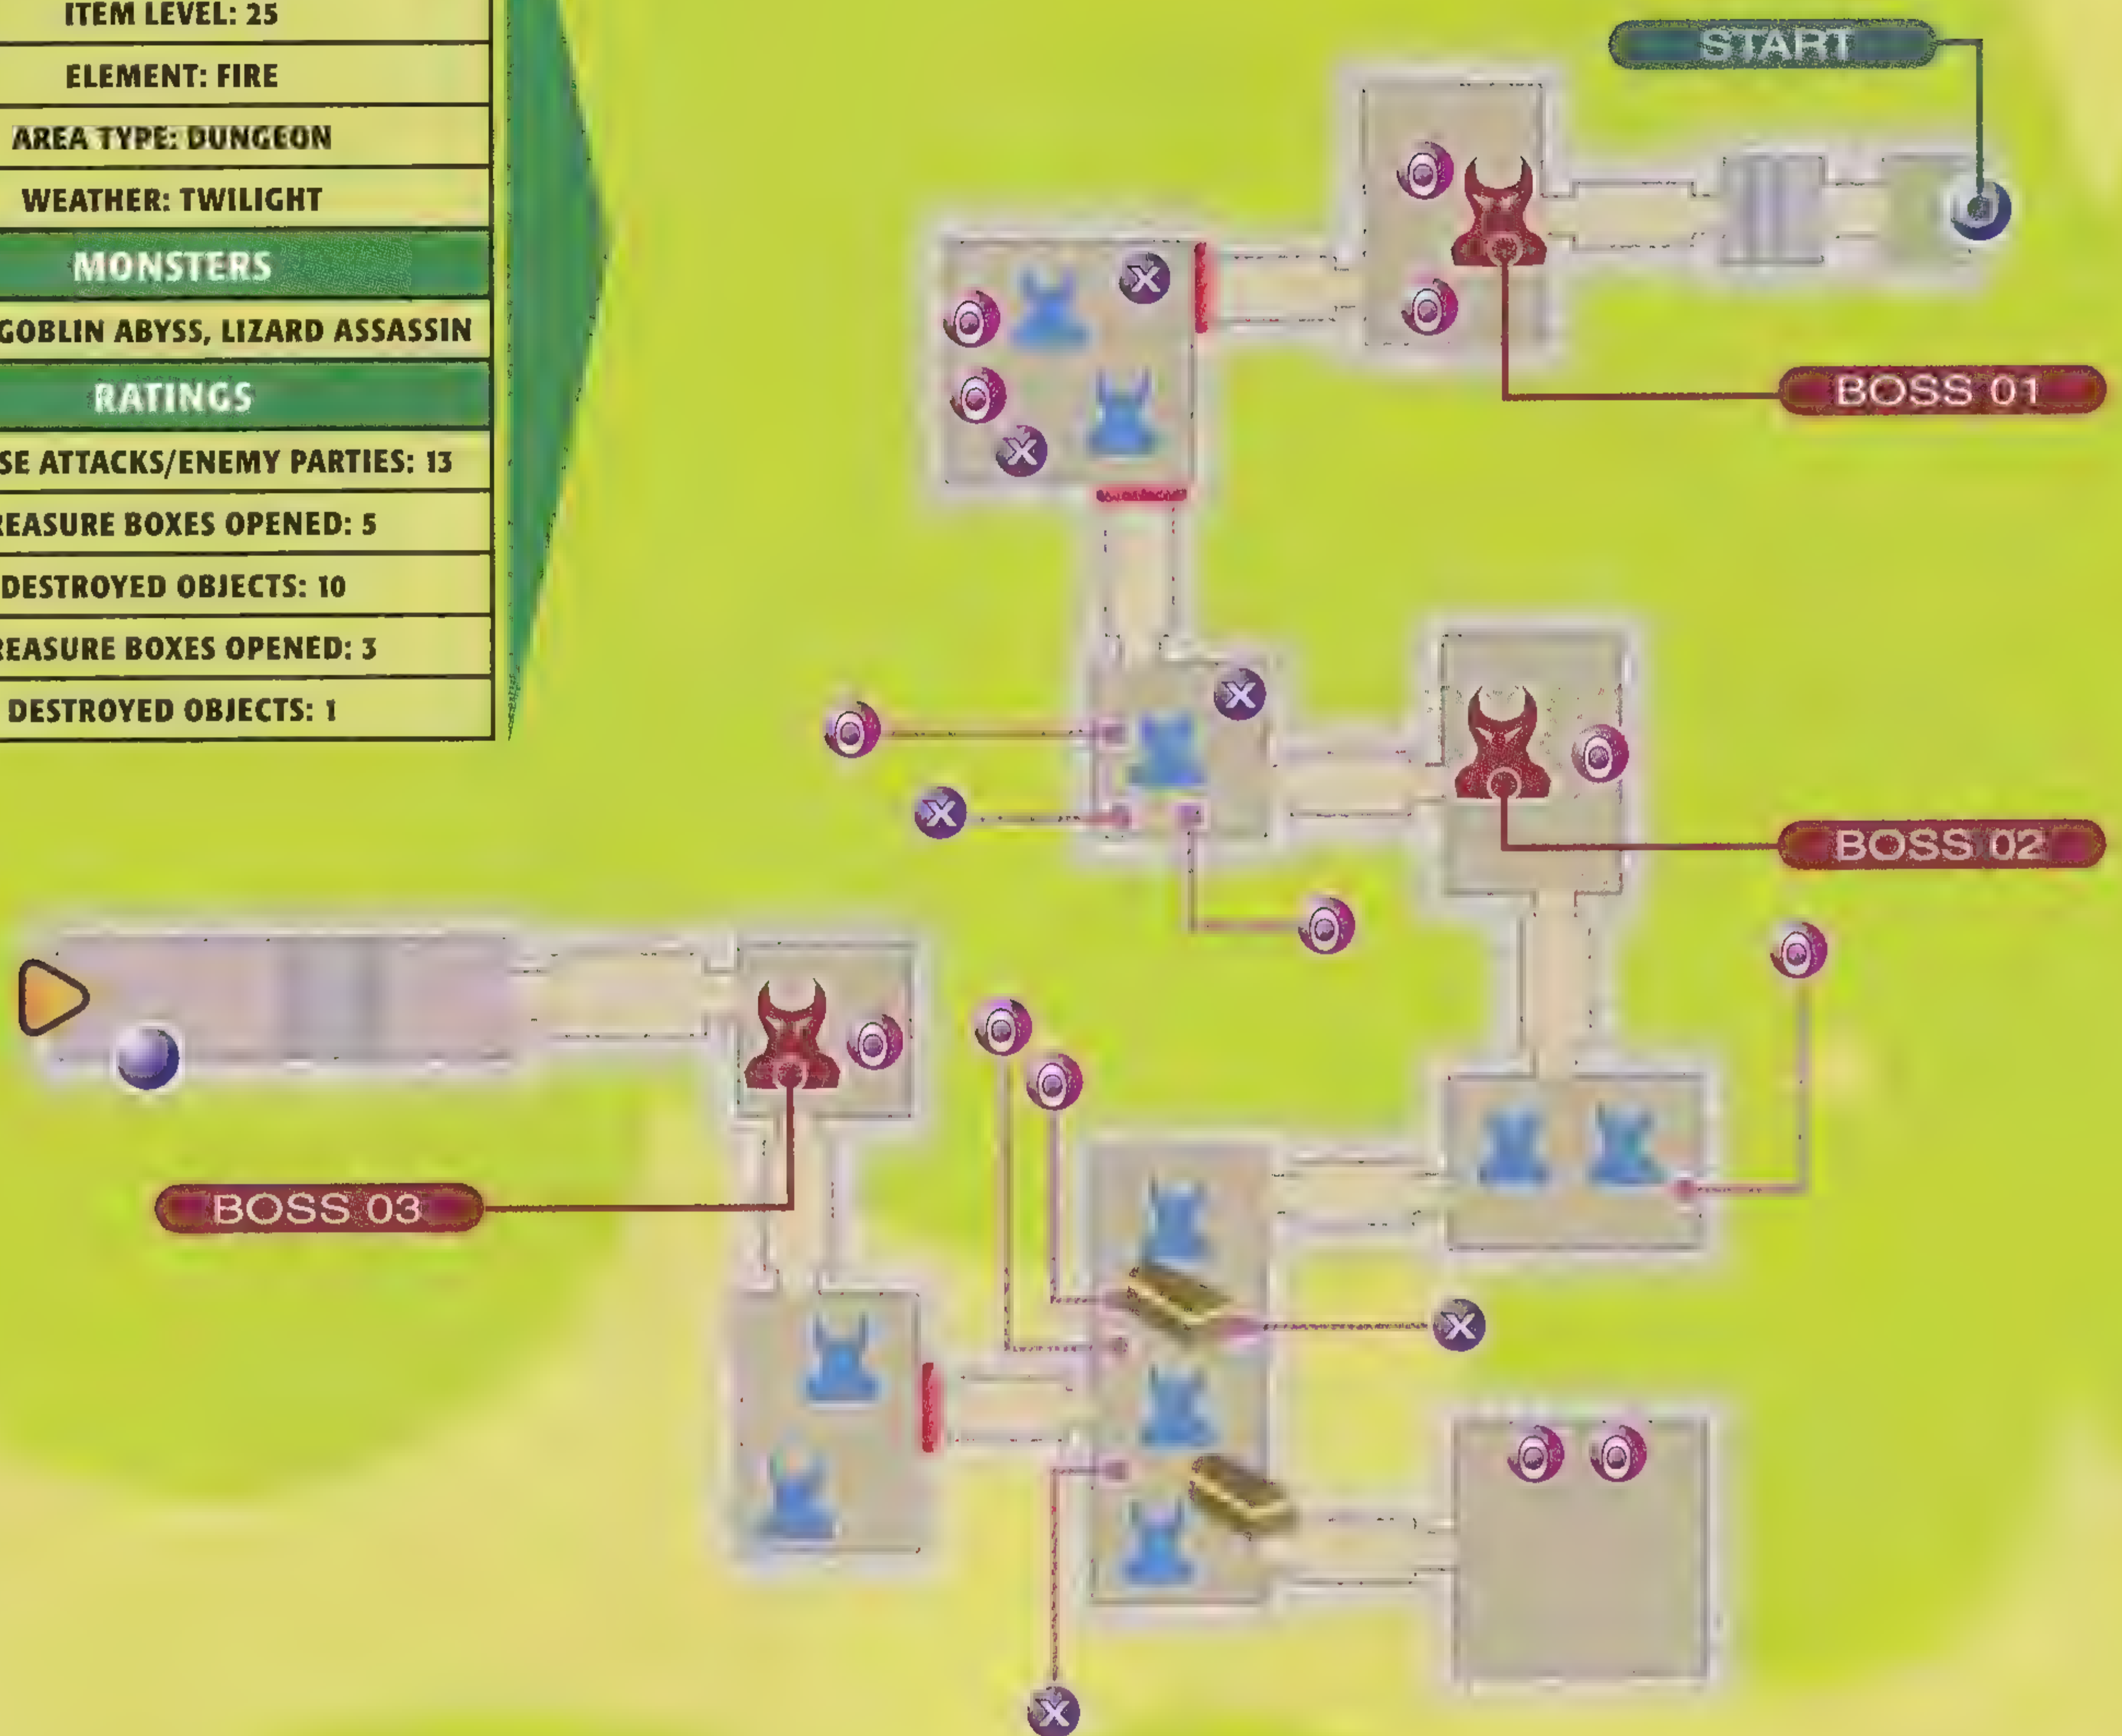 ITEM LEVEL: 25
ELEMENT: FIRE
AREA TYPE: DUNGEON
WEATHER: TWILIGHT
MONSTERS
GOBLIN ABYSS, LIZARD ASSASSIN
RATINGS
SE ATTACKS/ENEMY PARTIES: 13
REASURE BOXES OPENED: 5
DESTROYED OBJECTS: 10
REASURE BOXES OPENED: 3
DESTROYED OBJECTS: 1
START
BOSS 01
BOSS 02
BOSS 03
X
X
X
X
X
X